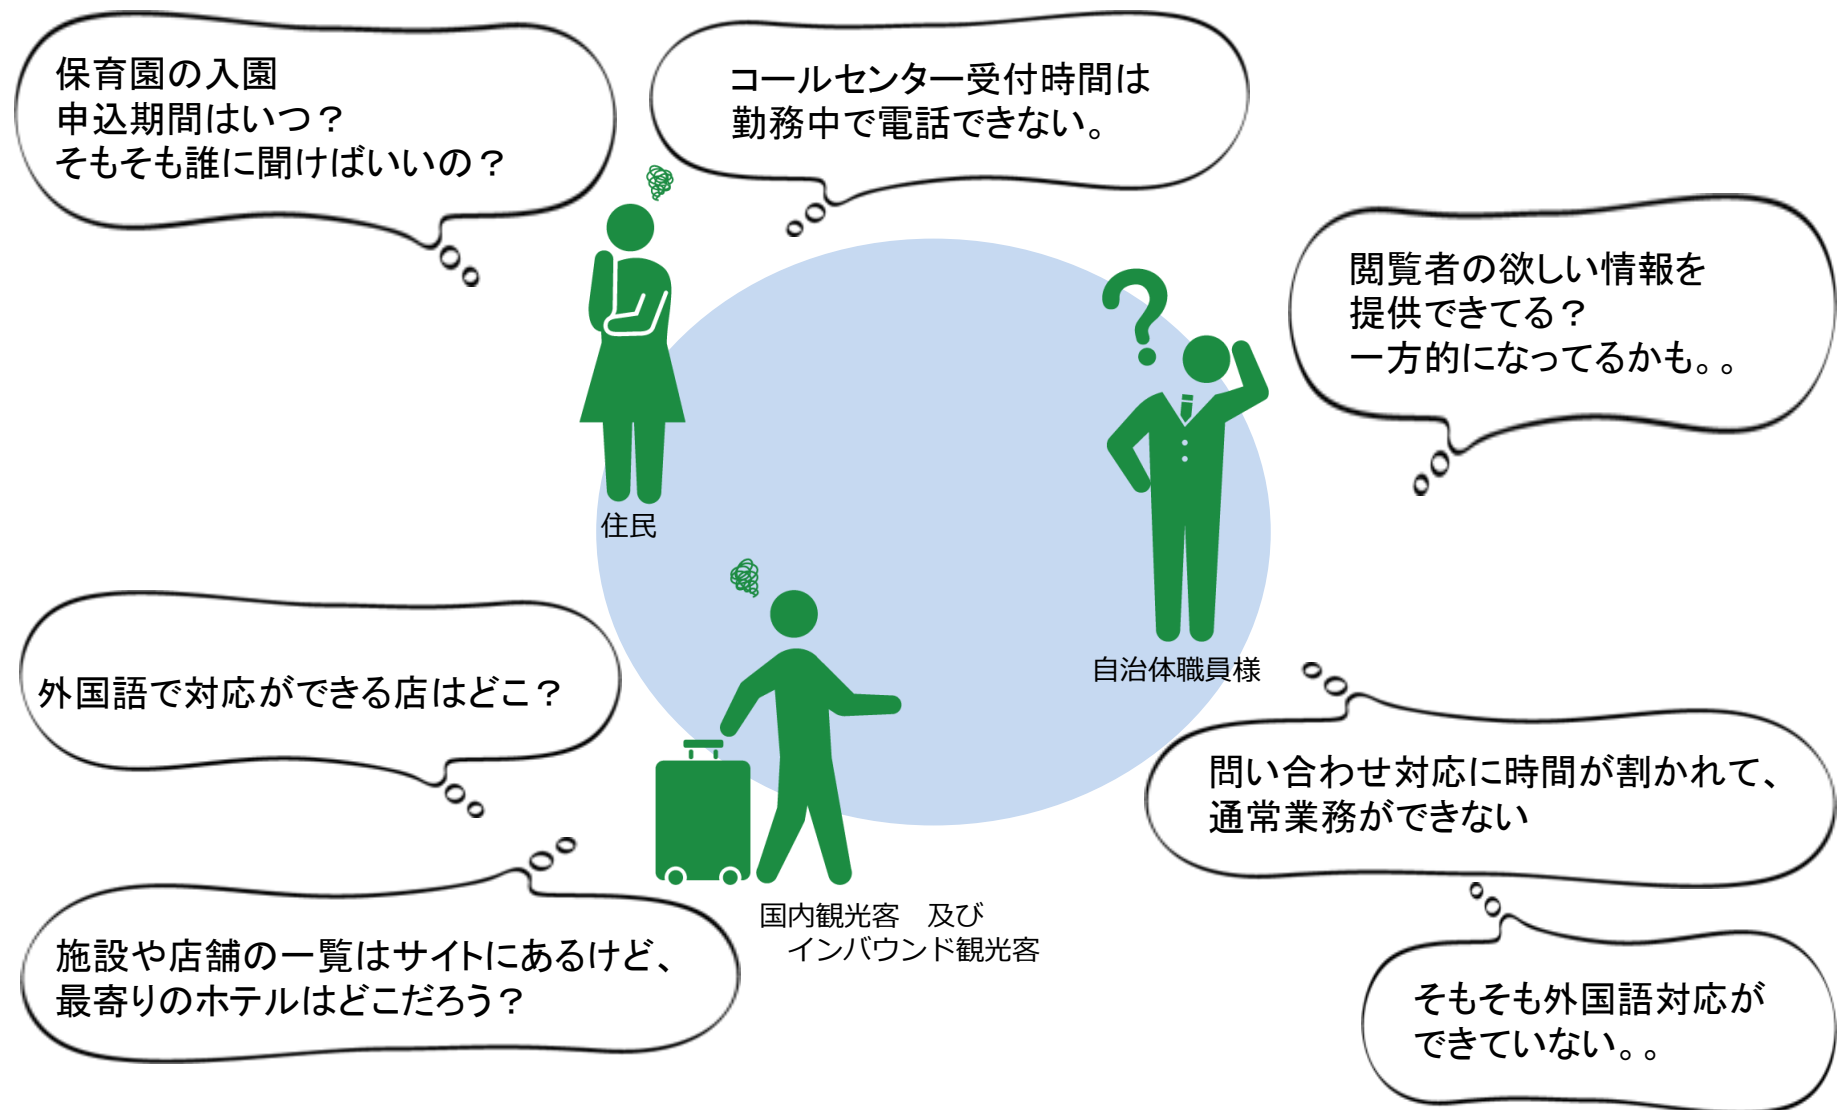 保育園の入園
申込期間はいつ？
そもそも誰に聞けばいいの？
コールセンター受付時間は
勤務中で電話できない。
閲覧者の欲しい情報を
提供できてる？
一方的になってるかも。。
住民
自治体職員様
外国語で対応ができる店はどこ？
問い合わせ対応に時間が割かれて、
通常業務ができない
国内観光客　及び
インバウンド観光客
施設や店舗の一覧はサイトにあるけど、
最寄りのホテルはどこだろう？
そもそも外国語対応が
できていない。。